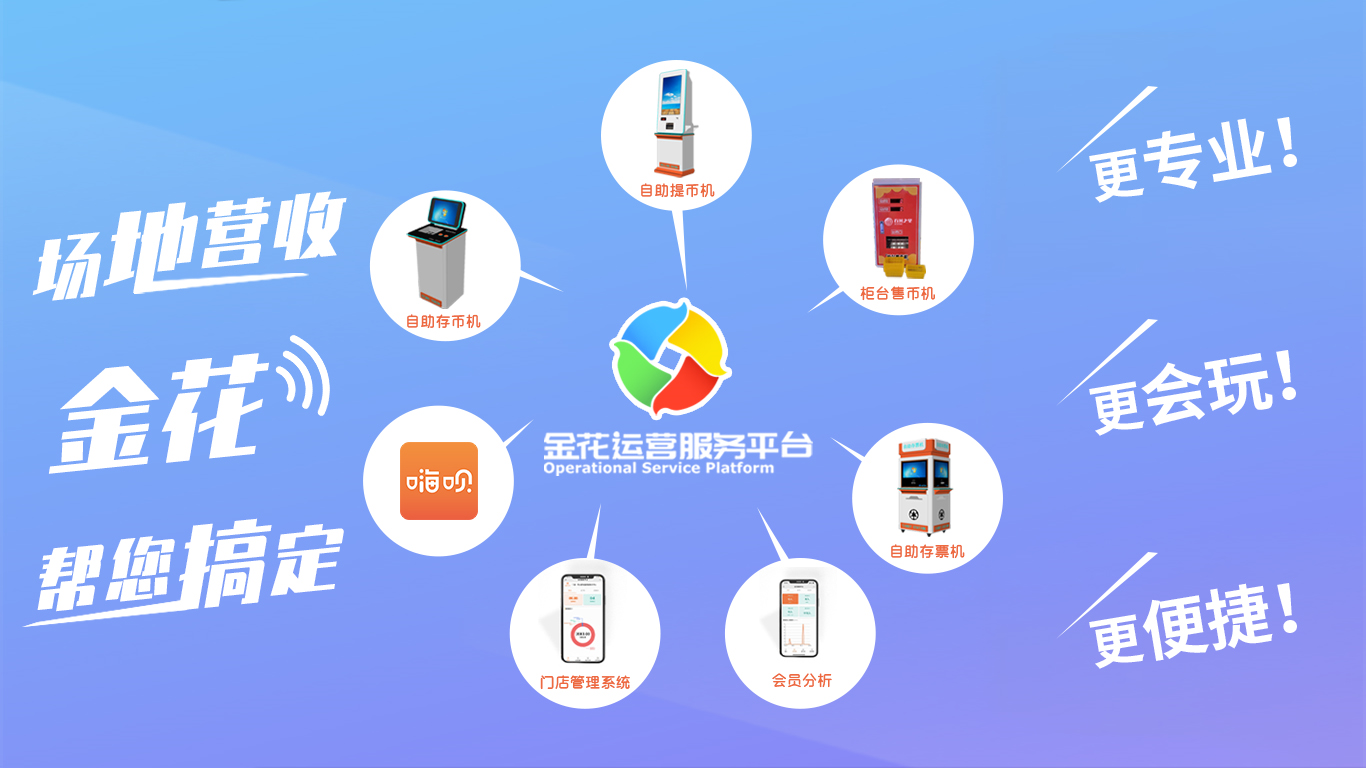 场地营收
金花
帮您搞定
自助提币机
自助存币机
柜台售币机
金花运营服务平台
Operational Service Platform
嗨呗
自助存票机
门店管理系统
会员分析
更专业！
更会玩！
更便捷！